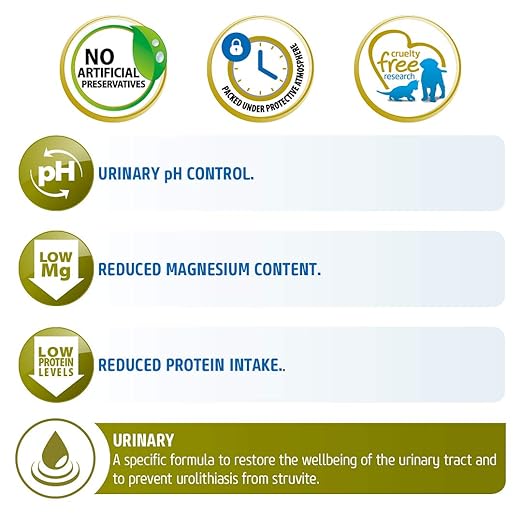 NO
ARTIFICIAL
PRESERVATIVES
PACKED UNDER PROTECTIVE ATMOSPHERE
cruelty
free
research
pH
URINARY pH CONTROL.
LOW
Mg
REDUCED MAGNESIUM CONTENT.
LOW
PROTEIN
LEVELS
REDUCED PROTEIN INTAKE..
URINARY
A specific formula to restore the wellbeing of the urinary tract and
to prevent urolithiasis from struvite.